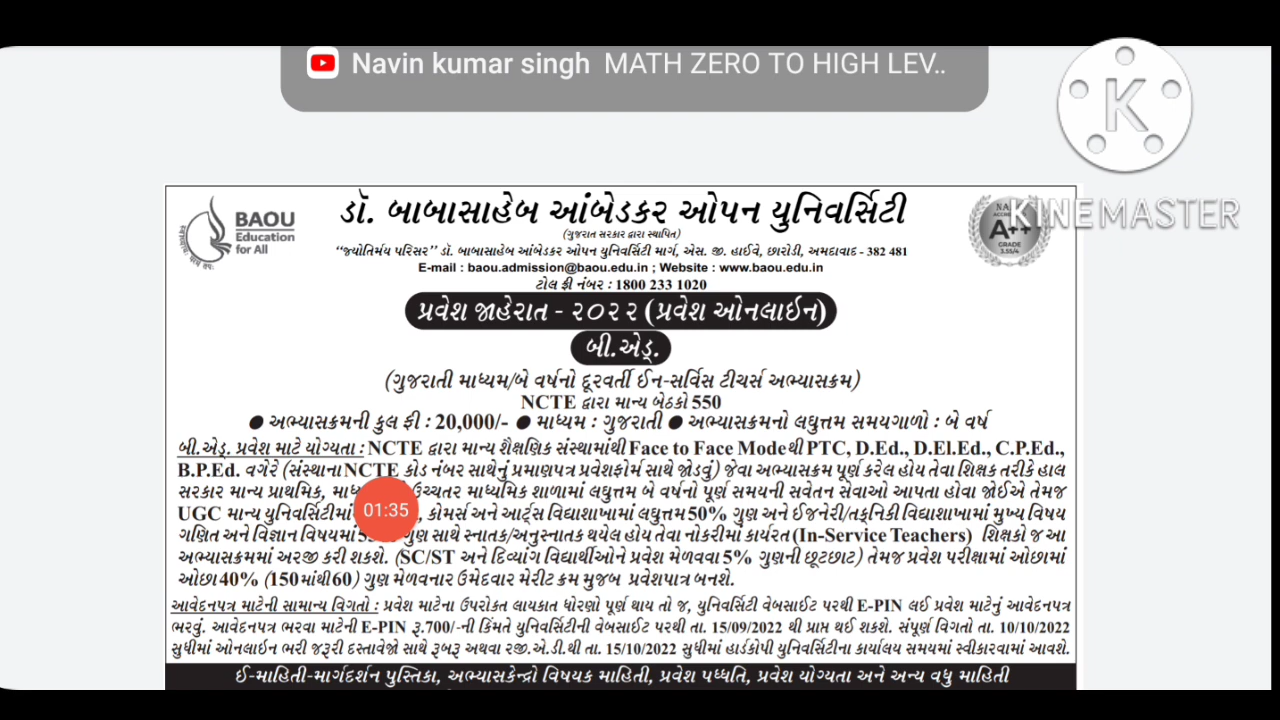 Navin kumar singh MATH ZERO TO HIGH LEV..
K
KINEMASTER
BAOU
Education
for All
ડૉ. બાબાસાહેબ આંબેડકર ઓપન યુનિવર્સિટી
(ગુજરાત સરકાર દ્વારા સ્થાપિત)
"જ્યોતિર્મય પરિસર" ડૉ. બાબાસાહેબ આંબેડકર ઓપન યુનિવર્સિટી માર્ગ, એસ. જી. હાઈવે, છારોડી, અમદાવાદ - 382 481
E-mail : baou.admission@baou.edu.in ; Website : www.baou.edu.in
ટોલ ફ્રી નંબર : 1800 233 1020
A++
GRADE
3.55/4
પ્રવેશ જાહેરાત - ૨૦૨૨ (પ્રવેશ ઓનલાઈન)
બી.એડ્.
(ગુજરાતી માધ્યમ/બે વર્ષનો દૂરવર્તી ઈન-સર્વિસ ટીચર્સ અભ્યાસક્રમ)
NCTE દ્વારા માન્ય બેઠકો 550
● અભ્યાસક્રમની કુલ ફી : 20,000/- ● માધ્યમ : ગુજરાતી ● અભ્યાસક્રમનો લઘુત્તમ સમયગાળો : બે વર્ષ
બી.એડ્. પ્રવેશ માટે યોગ્યતા : NCTE દ્વારા માન્ય શૈક્ષણિક સંસ્થામાંથી Face to Face Mode થી PTC, D.Ed., D.El.Ed., C.P.Ed.,
B.P.Ed. વગેરે (સંસ્થાના NCTE કોડ નંબર સાથેનું પ્રમાણપત્ર પ્રવેશફોર્મ સાથે જોડવું) જેવા અભ્યાસક્રમ પૂર્ણ કરેલ હોય તેવા શિક્ષક તરીકે હાલ
સરકાર માન્ય પ્રાથમિક, ઉચ્ચતર માધ્યમિક શાળામાં લઘુત્તમ બે વર્ષનો પૂર્ણ સમયની સવેતન સેવાઓ આપતા હોવા જોઈએ તેમજ
UGC માન્ય યુનિવર્સિટીમાં 01:35 , કોમર્સ અને આર્ટ્સ વિદ્યાશાખામાં લઘુત્તમ 50% ગુણ અને ઈજનેરી/તકનિકી વિદ્યાશાખામાં મુખ્ય વિષય
ગણિત અને વિજ્ઞાન વિષયમાં ગુણ સાથે સ્નાતક/અનુસ્નાતક થયેલ હોય તેવા નોકરીમાં કાર્યરત (In-Service Teachers) શિક્ષકો જ આ
અભ્યાસક્રમમાં અરજી કરી શકશે. (SC/ST અને દિવ્યાંગ વિદ્યાર્થીઓને પ્રવેશ મેળવવા 5% ગુણની છૂટછાટ) તેમજ પ્રવેશ પરીક્ષામાં ઓછામાં
ઓછા 40% (150 માંથી 60) ગુણ મેળવનાર ઉમેદવાર મેરીટ ક્રમ મુજબ પ્રવેશપાત્ર બનશે.
આવેદનપત્ર માટેની સામાન્ય વિગતો : પ્રવેશ માટેના ઉપરોક્ત લાયકાત ધોરણો પૂર્ણ થાય તો જ, યુનિવર્સિટી વેબસાઈટ પરથી E-PIN લઈ પ્રવેશ માટેનું આવેદનપત્ર
ભરવું. આવેદનપત્ર ભરવા માટેની E-PIN રૂ.700/-ની કિંમતે યુનિવર્સિટીની વેબસાઈટ પરથી તા. 15/09/2022 થી પ્રાપ્ત થઈ શકશે. સંપૂર્ણ વિગતો તા. 10/10/2022
સુધીમાં ઓનલાઈન ભરી જરૂરી દસ્તાવેજો સાથે રૂબરૂ અથવા રજી.એ.ડી.થી તા. 15/10/2022 સુધીમાં હાર્ડકોપી યુનિવર્સિટીના કાર્યાલય સમયમાં સ્વીકારવામાં આવશે.
ઈ-માહિતી-માર્ગદર્શન પુસ્તિકા, અભ્યાસકેન્દ્રો વિષયક માહિતી, પ્રવેશ પધ્ધતિ, પ્રવેશ યોગ્યતા અને અન્ય વધુ માહિતી